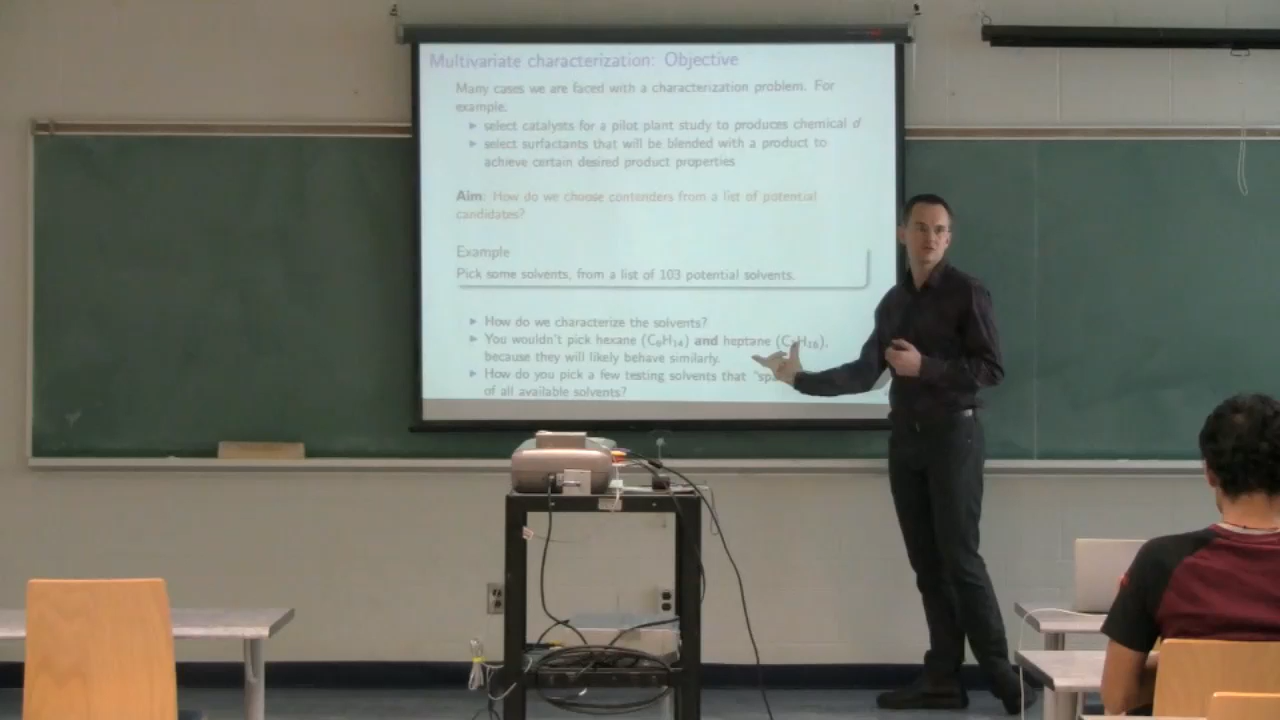 Multivariate characterization: Objective
Many cases we are faced with a characterization problem. For
example,
▶ select catalysts for a pilot plant study to produces chemical d
▶ select surfactants that will be blended with a product to
achieve certain desired product properties
Aim: How do we choose contenders from a list of potential
candidates?
Example
Pick some solvents, from a list of 103 potential solvents.
▶ How do we characterize the solvents?
▶ You wouldn't pick hexane (C₆H₁₄) and heptane (C₇H₁₆),
because they will likely behave similarly.
▶ How do you pick a few testing solvents that
of all available solvents?